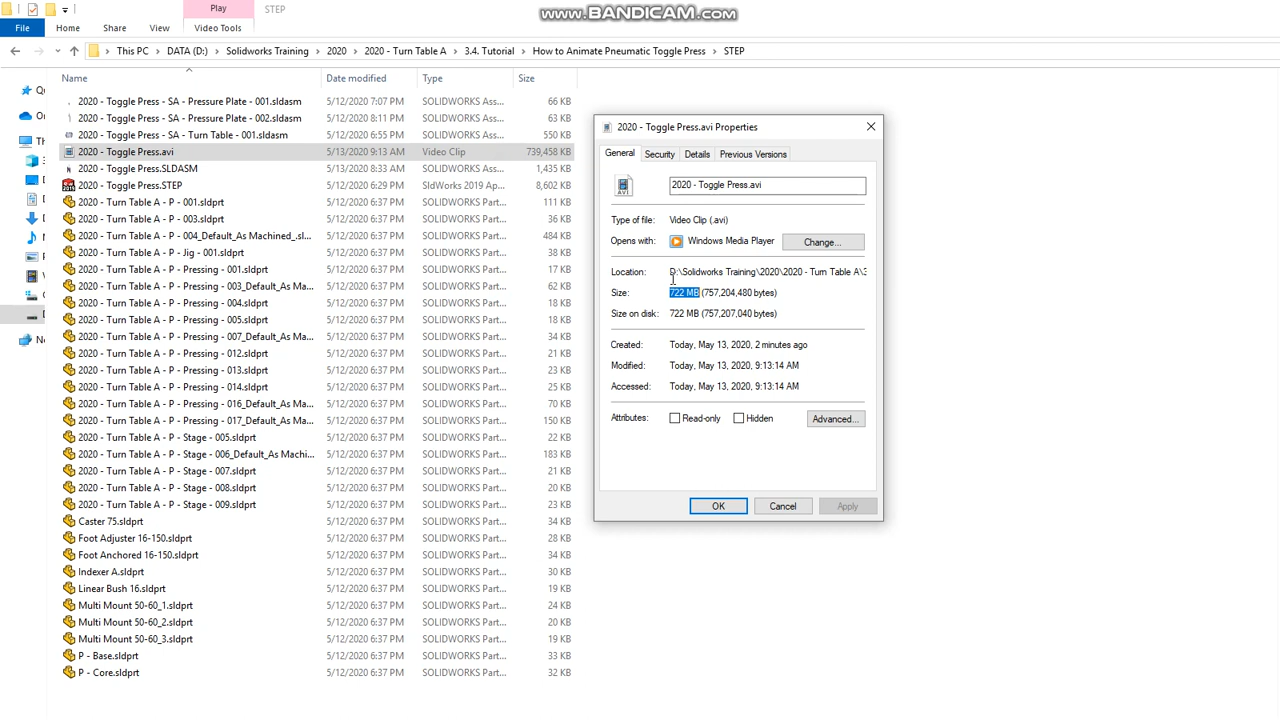 Play
STEP
www.BANDICAM.com
File
Home
Share
View
Video Tools
This PC
DATA (D:)
Solidworks Training
2020
2020 - Turn Table A
3.4. Tutorial
How to Animate Pneumatic Toggle Press
STEP
Name
Date modified
Type
Size
2020 - Toggle Press - SA - Pressure Plate - 001.sldasm 5/12/2020 7:07 PM SOLIDWORKS Ass... 66 KB
2020 - Toggle Press - SA - Pressure Plate - 002.sldasm 5/12/2020 8:11 PM SOLIDWORKS Ass... 63 KB
2020 - Toggle Press - SA - Turn Table - 001.sldasm 5/12/2020 6:55 PM SOLIDWORKS Ass... 550 KB
2020 - Toggle Press.avi 5/13/2020 9:13 AM Video Clip 739,458 KB
2020 - Toggle Press.SLDASM 5/13/2020 8:33 AM SOLIDWORKS Ass... 1,435 KB
2020 - Toggle Press.STEP 5/12/2020 6:29 PM SldWorks 2019 Ap... 8,602 KB
2020 - Turn Table A - P - 001.sldprt 5/12/2020 6:37 PM SOLIDWORKS Part... 111 KB
2020 - Turn Table A - P - 003.sldprt 5/12/2020 6:37 PM SOLIDWORKS Part... 36 KB
2020 - Turn Table A - P - 004_Default_As Machined_.sl... 5/12/2020 6:37 PM SOLIDWORKS Part... 484 KB
2020 - Turn Table A - P - Jig - 001.sldprt 5/12/2020 6:37 PM SOLIDWORKS Part... 38 KB
2020 - Turn Table A - P - Pressing - 001.sldprt 5/12/2020 6:37 PM SOLIDWORKS Part... 17 KB
2020 - Turn Table A - P - Pressing - 003_Default_As Ma... 5/12/2020 6:37 PM SOLIDWORKS Part... 62 KB
2020 - Turn Table A - P - Pressing - 004.sldprt 5/12/2020 6:37 PM SOLIDWORKS Part... 18 KB
2020 - Turn Table A - P - Pressing - 005.sldprt 5/12/2020 6:37 PM SOLIDWORKS Part... 18 KB
2020 - Turn Table A - P - Pressing - 007_Default_As Ma... 5/12/2020 6:37 PM SOLIDWORKS Part... 34 KB
2020 - Turn Table A - P - Pressing - 012.sldprt 5/12/2020 6:37 PM SOLIDWORKS Part... 21 KB
2020 - Turn Table A - P - Pressing - 013.sldprt 5/12/2020 6:37 PM SOLIDWORKS Part... 23 KB
2020 - Turn Table A - P - Pressing - 014.sldprt 5/12/2020 6:37 PM SOLIDWORKS Part... 25 KB
2020 - Turn Table A - P - Pressing - 016_Default_As Ma... 5/12/2020 6:37 PM SOLIDWORKS Part... 70 KB
2020 - Turn Table A - P - Pressing - 017_Default_As Ma... 5/12/2020 6:37 PM SOLIDWORKS Part... 150 KB
2020 - Turn Table A - P - Stage - 005.sldprt 5/12/2020 6:37 PM SOLIDWORKS Part... 22 KB
2020 - Turn Table A - P - Stage - 006_Default_As Machi... 5/12/2020 6:37 PM SOLIDWORKS Part... 183 KB
2020 - Turn Table A - P - Stage - 007.sldprt 5/12/2020 6:37 PM SOLIDWORKS Part... 21 KB
2020 - Turn Table A - P - Stage - 008.sldprt 5/12/2020 6:37 PM SOLIDWORKS Part... 20 KB
2020 - Turn Table A - P - Stage - 009.sldprt 5/12/2020 6:37 PM SOLIDWORKS Part... 23 KB
Caster 75.sldprt 5/12/2020 6:37 PM SOLIDWORKS Part... 31 KB
Foot Adjuster 16-150.sldprt 5/12/2020 6:37 PM SOLIDWORKS Part... 28 KB
Foot Anchored 16-150.sldprt 5/12/2020 6:37 PM SOLIDWORKS Part... 34 KB
Indexer A.sldprt 5/12/2020 6:37 PM SOLIDWORKS Part... 30 KB
Linear Bush 16.sldprt 5/12/2020 6:37 PM SOLIDWORKS Part... 19 KB
Multi Mount 50-60_1.sldprt 5/12/2020 6:37 PM SOLIDWORKS Part... 24 KB
Multi Mount 50-60_2.sldprt 5/12/2020 6:37 PM SOLIDWORKS Part... 20 KB
Multi Mount 50-60_3.sldprt 5/12/2020 6:37 PM SOLIDWORKS Part... 19 KB
P - Base.sldprt 5/12/2020 6:37 PM SOLIDWORKS Part... 33 KB
P - Core.sldprt 5/12/2020 6:37 PM SOLIDWORKS Part... 32 KB
2020 - Toggle Press.avi Properties
General
Security
Details
Previous Versions
2020 - Toggle Press.avi
Type of file: Video Clip (.avi)
Opens with: Windows Media Player Change...
Location: D:\Solidworks Training\2020\2020 - Turn Table A\3
Size: 722 MB (757,204,480 bytes)
Size on disk: 722 MB (757,207,040 bytes)
Created: Today, May 13, 2020, 2 minutes ago
Modified: Today, May 13, 2020, 9:13:14 AM
Accessed: Today, May 13, 2020, 9:13:14 AM
Attributes: Read-only Hidden Advanced...
OK
Cancel
Apply